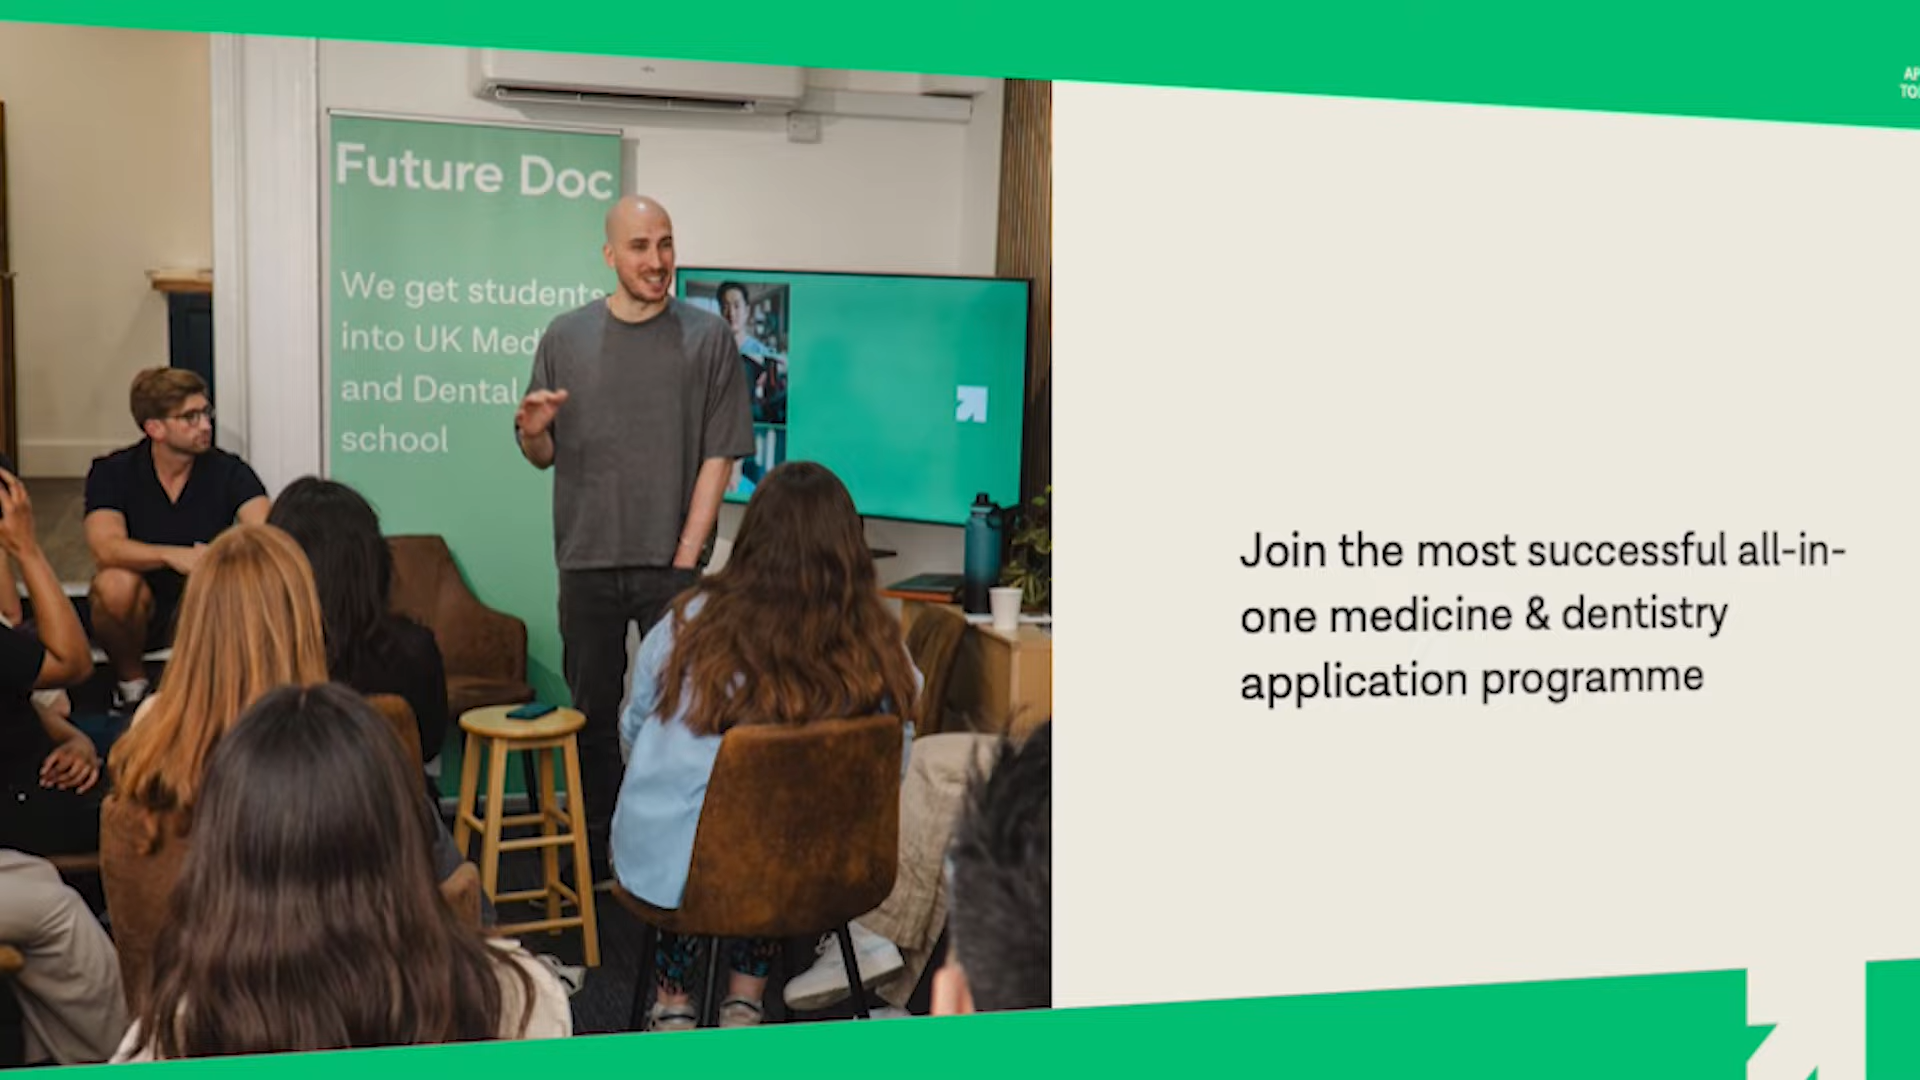 Future Doc
We get students
into UK Med
and Dental
school
Join the most successful all-in-
one medicine & dentistry
application programme